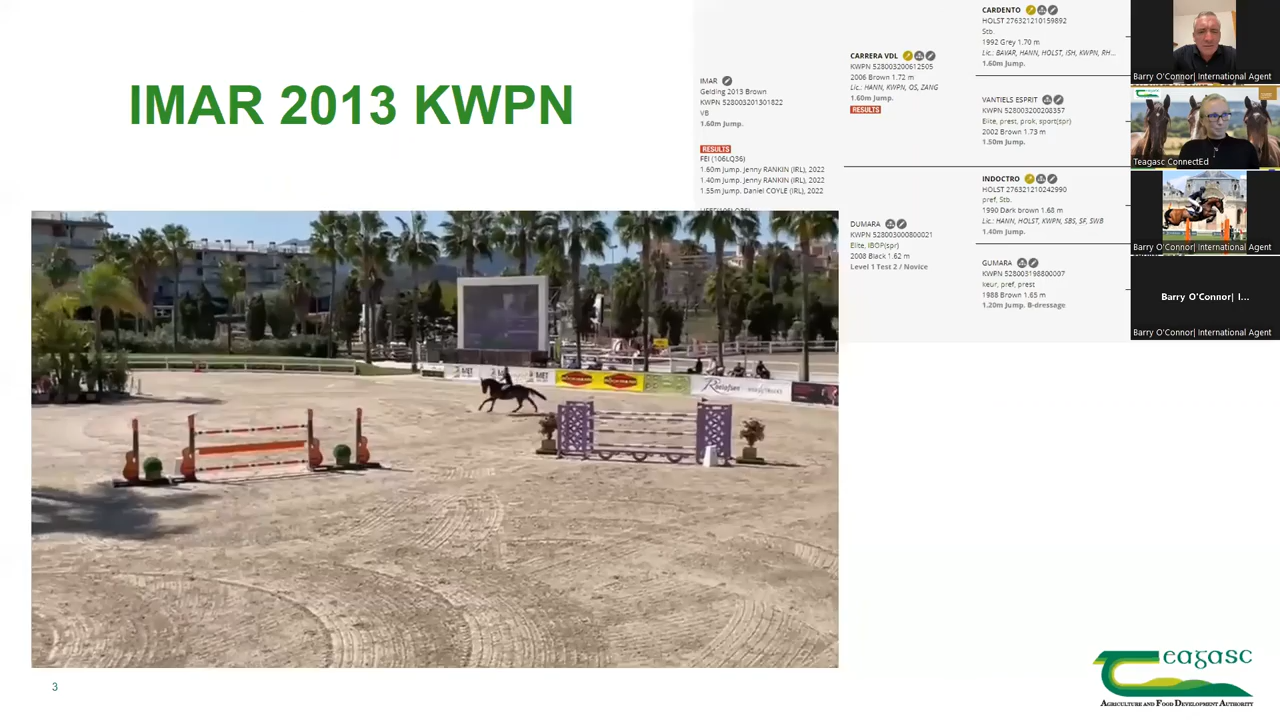 IMAR 2013 KWPN
IMAR
Gelding 2013 Brown
KWPN 528003201301822
VB
1.60m Jump.
RESULTS
FEI (106LQ36)
1.60m Jump. Jenny RANKIN (IRL), 2022
1.40m Jump. Jenny RANKIN (IRL), 2022
1.55m Jump. Daniel COYLE (IRL), 2022
CARRERA VDL
KWPN 528003200612505
2006 Brown 1.72 m
Lic.: HANN, KWPN, OS, ZANG
1.60m Jump.
RESULTS
DUMARA
KWPN 528003000800021
Elite, IBOP(spr)
2008 Black 1.62 m
Level 1 Test 2 / Novice
CARDENTO
HOLST 276321210159892
Stb.
1992 Grey 1.70 m
Lic.: BAVAR, HANN, HOLST, ISH, KWPN, RH...
1.60m Jump.
VANTIELS ESPRIT
KWPN 528003200208357
Elite, prest, prok, sport(spr)
2002 Brown 1.73 m
1.50m Jump.
INDOCTRO
HOLST 276321210242990
pref, Stb.
1990 Dark brown 1.68 m
Lic.: HANN, HOLST, KWPN, SBS, SF, SWB
1.40m Jump.
GUMARA
KWPN 528003198800007
keur, pref, prest
1988 Brown 1.65 m
1.20m Jump. B-dressage
Barry O'Connor| International Agent
Teagasc ConnectEd
Barry O'Connor| International Agent
Barry O'Connor| I...
Barry O'Connor| International Agent
MET
MET
3
eagasc
AGRICULTURE AND FOOD DEVELOPMENT AUTHORITY